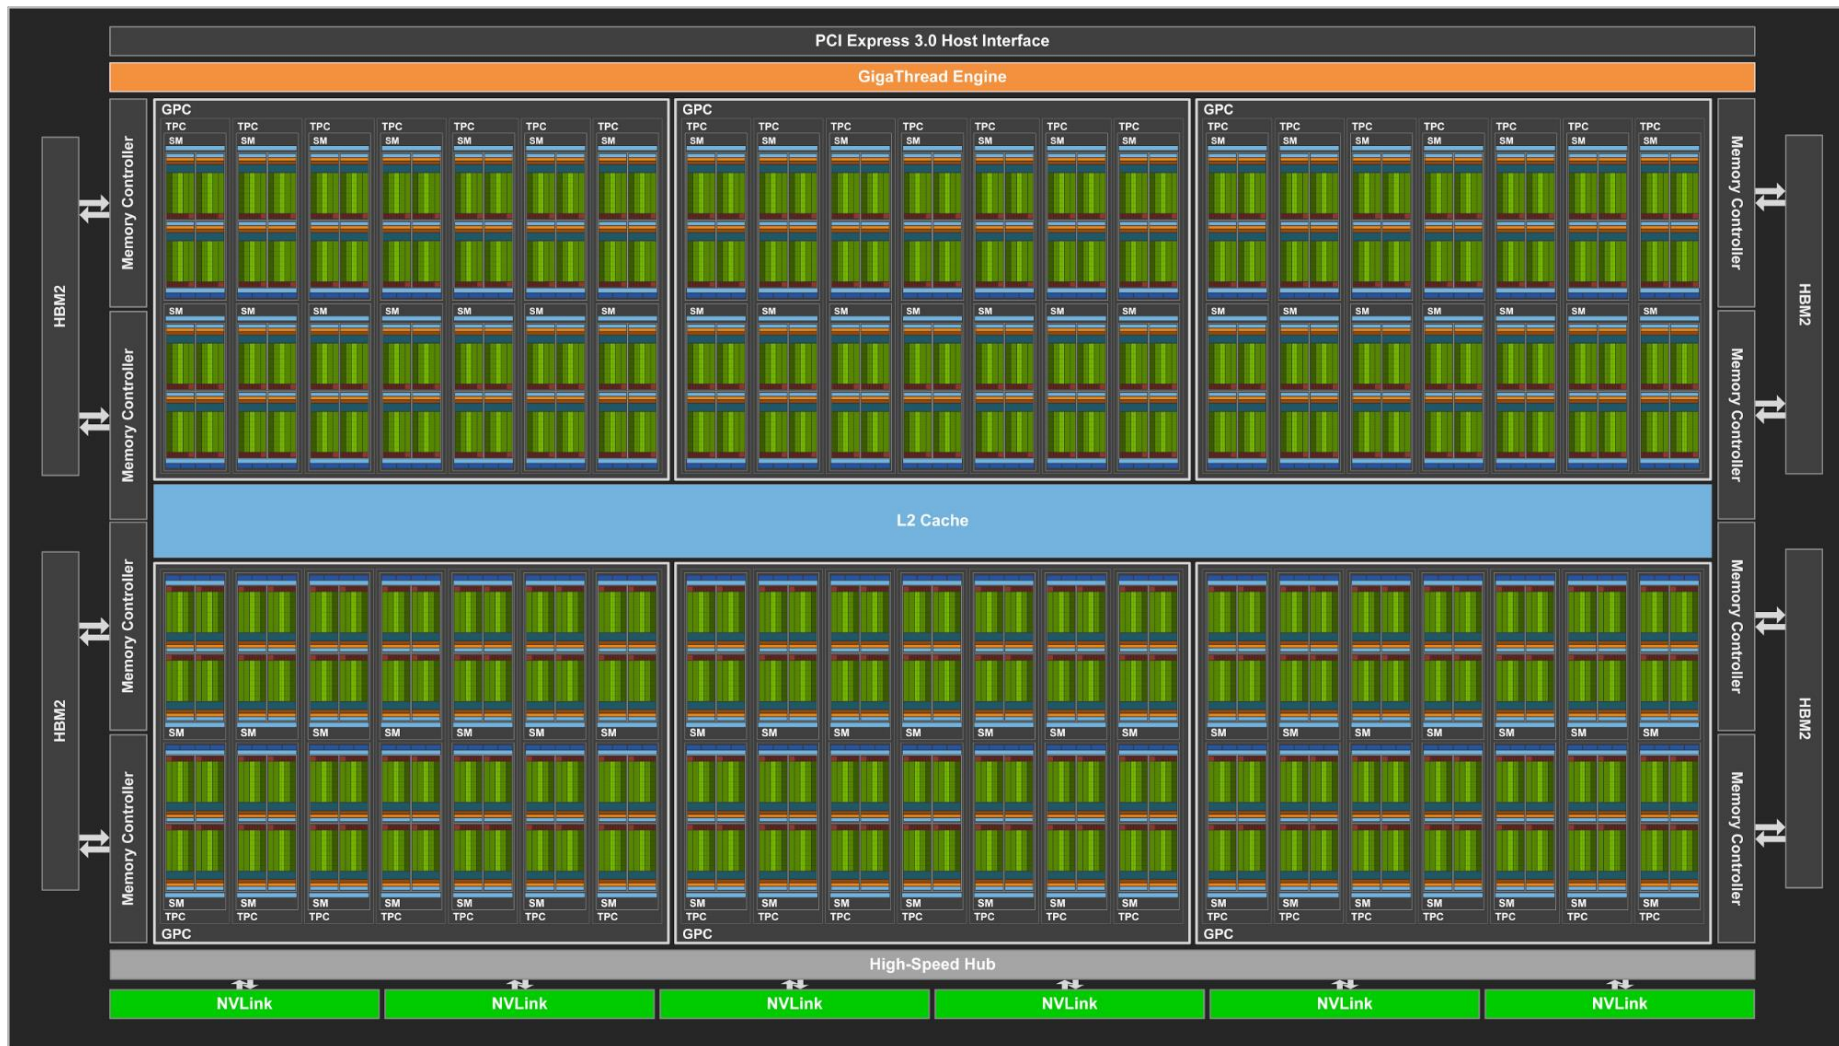 PCI Express 3.0 Host Interface
GigaThread Engine
GPC GPC GPC
TPC TPC TPC TPC TPC TPC TPC TPC TPC TPC TPC TPC TPC TPC TPC TPC TPC TPC TPC TPC TPC
SM SM SM SM SM SM SM SM SM SM SM SM SM SM SM SM SM SM SM SM SM
Memory Controller
Memory Controller
HBM2
HBM2
SM SM SM SM SM SM SM SM SM SM SM SM SM SM SM SM SM SM SM SM SM
Memory Controller
Memory Controller
L2 Cache
Memory Controller
Memory Controller
HBM2
HBM2
SM SM SM SM SM SM SM SM SM SM SM SM SM SM SM SM SM SM SM SM SM
Memory Controller
Memory Controller
SM SM SM SM SM SM SM SM SM SM SM SM SM SM SM SM SM SM SM SM SM
TPC TPC TPC TPC TPC TPC TPC TPC TPC TPC TPC TPC TPC TPC TPC TPC TPC TPC TPC TPC TPC
GPC GPC GPC
High-Speed Hub
NVLink NVLink NVLink NVLink NVLink NVLink